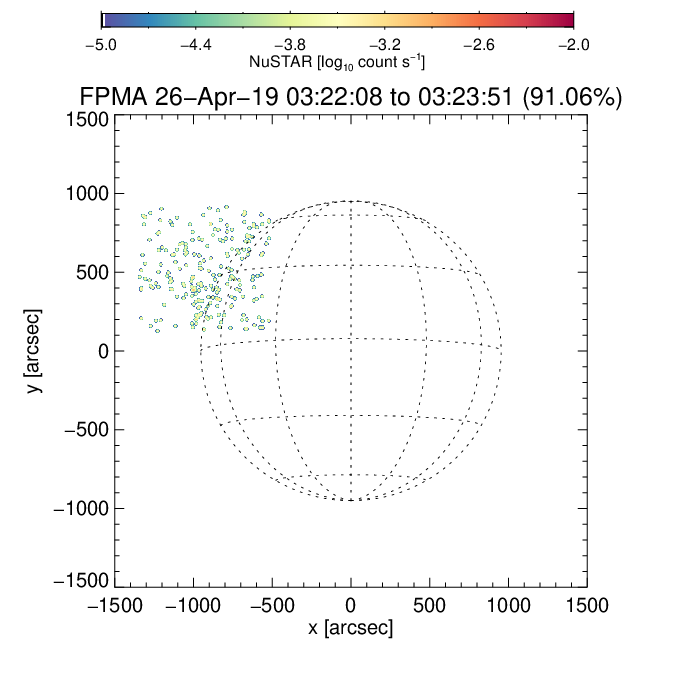 −5.0 −4.4 −3.8 −3.2 −2.6 −2.0
NuSTAR [log₁₀ count s⁻¹]
FPMA 26−Apr−19 03:22:08 to 03:23:51 (91.06%)
1500
1000
500
0
−500
−1000
−1500
y [arcsec]
−1500 −1000 −500 0 500 1000 1500
x [arcsec]